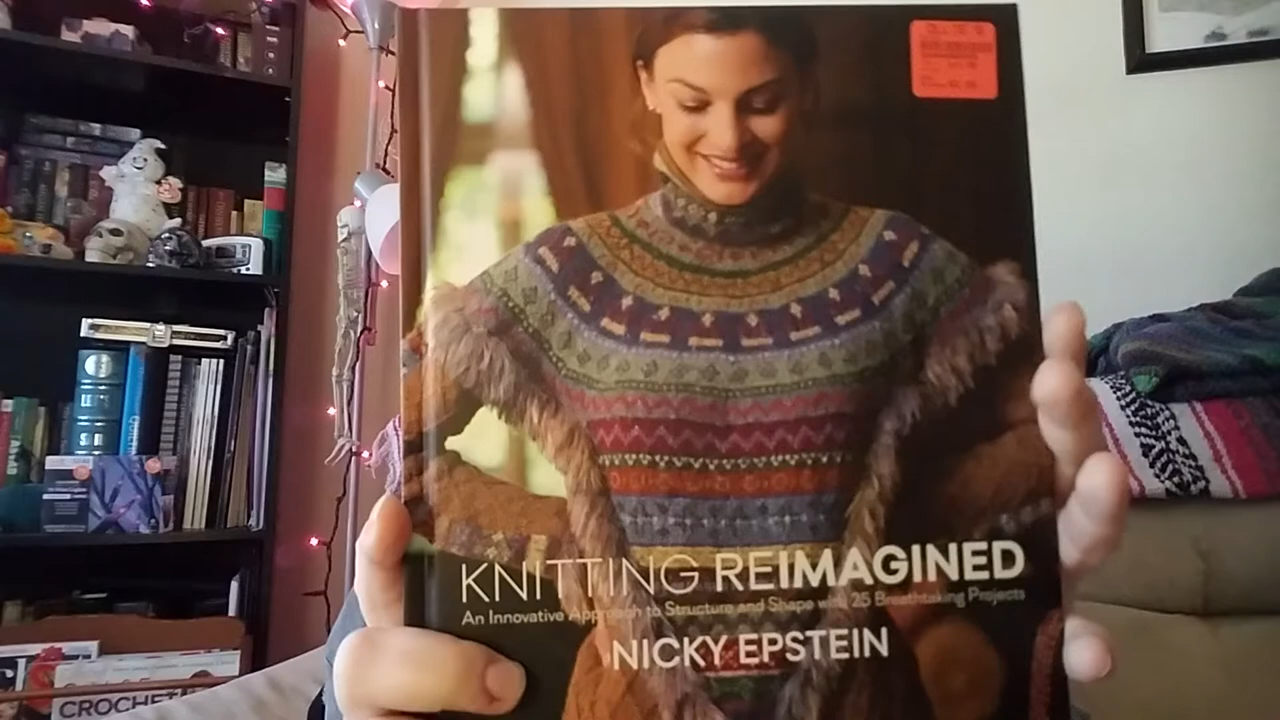 KNITTING REIMAGINED
An Innovative Approach to Structure and Shape with 25 Breathtaking Projects
NICKY EPSTEIN
CROCHET